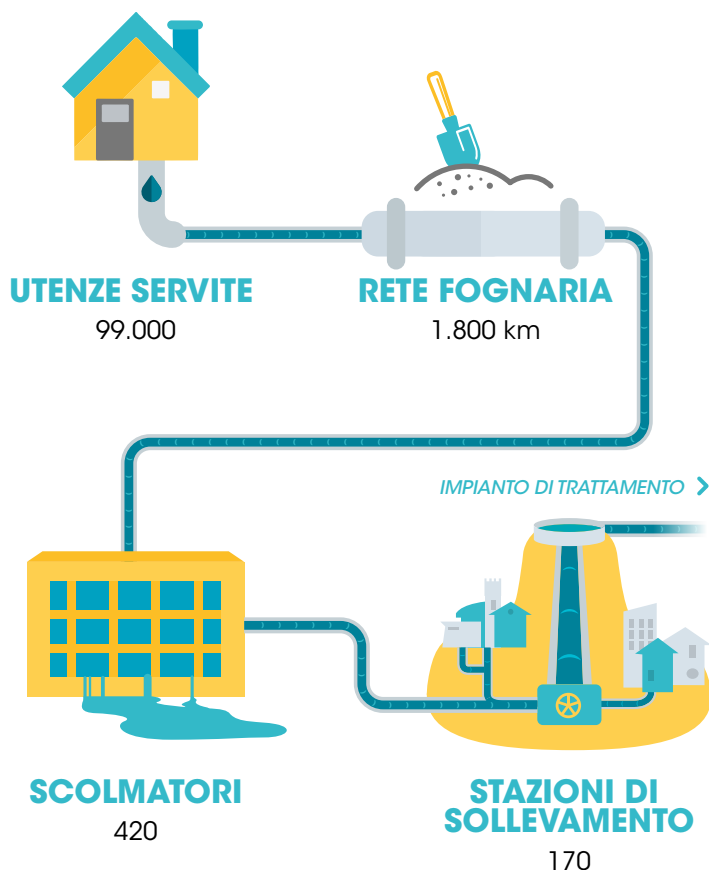 UTENZE SERVITE
99.000
RETE FOGNARIA
1.800 km
IMPIANTO DI TRATTAMENTO >
SCOLMATORI
420
STAZIONI DI
SOLLEVAMENTO
170